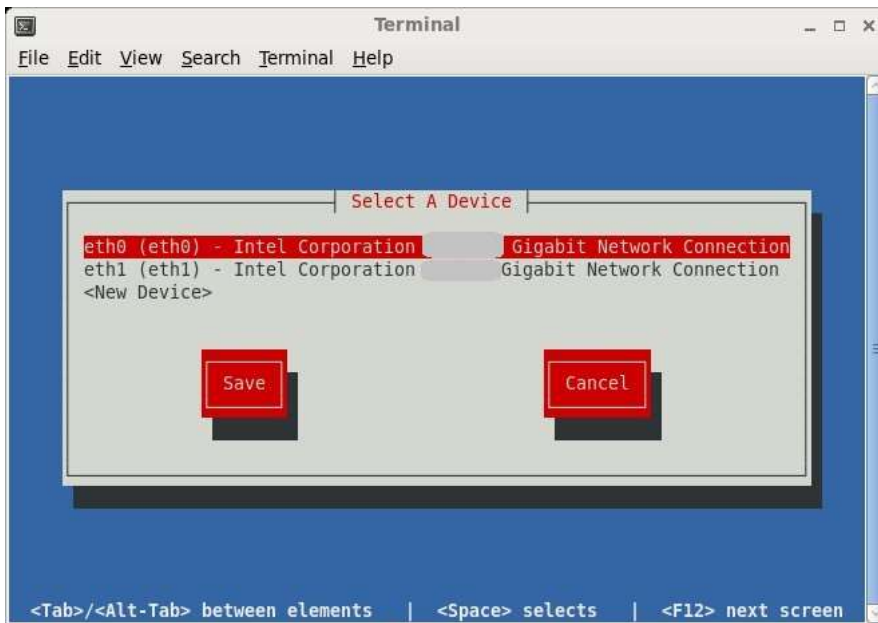 Terminal
File Edit View Search Terminal Help
Select A Device
eth0 (eth0) - Intel Corporation Gigabit Network Connection
eth1 (eth1) - Intel Corporation Gigabit Network Connection
<New Device>
Save Cancel
<Tab>/<Alt-Tab> between elements | <Space> selects | <F12> next screen